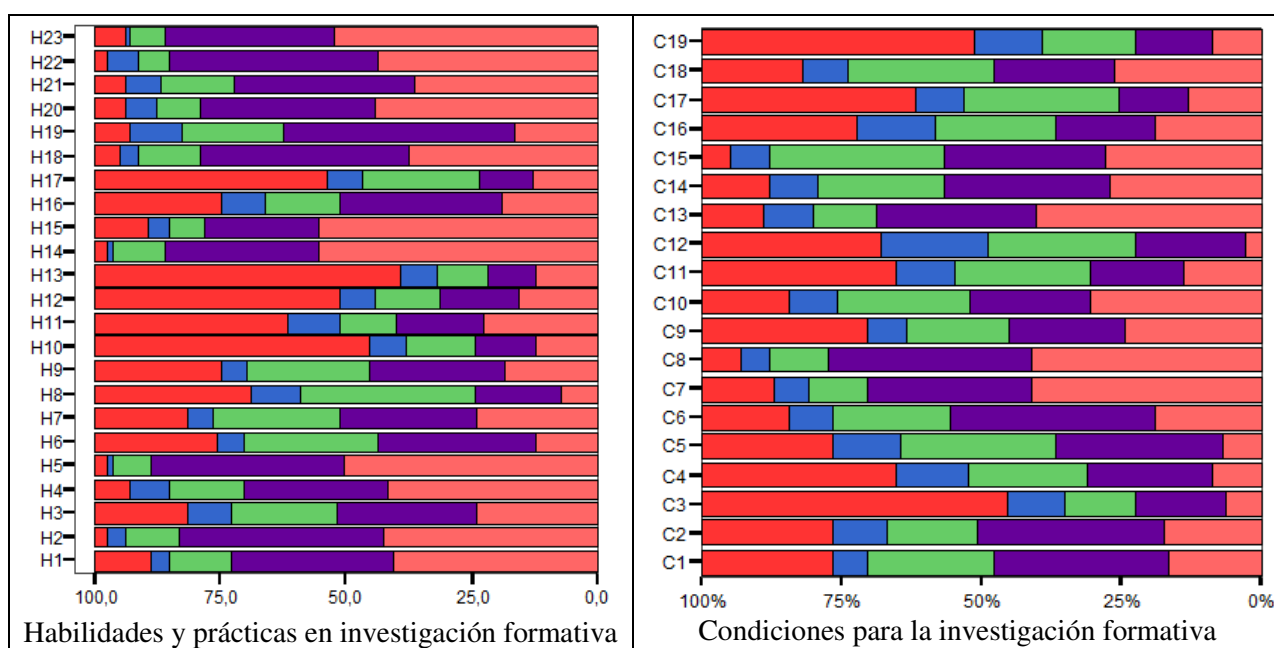 H23
H22
H21
H20
H19
H18
H17
H16
H15
H14
H13
H12
H11
H10
H9
H8
H7
H6
H5
H4
H3
H2
H1
100,0 75,0 50,0 25,0 0,0
Habilidades y prácticas en investigación formativa
C19
C18
C17
C16
C15
C14
C13
C12
C11
C10
C9
C8
C7
C6
C5
C4
C3
C2
C1
100% 75% 50% 25% 0%
Condiciones para la investigación formativa